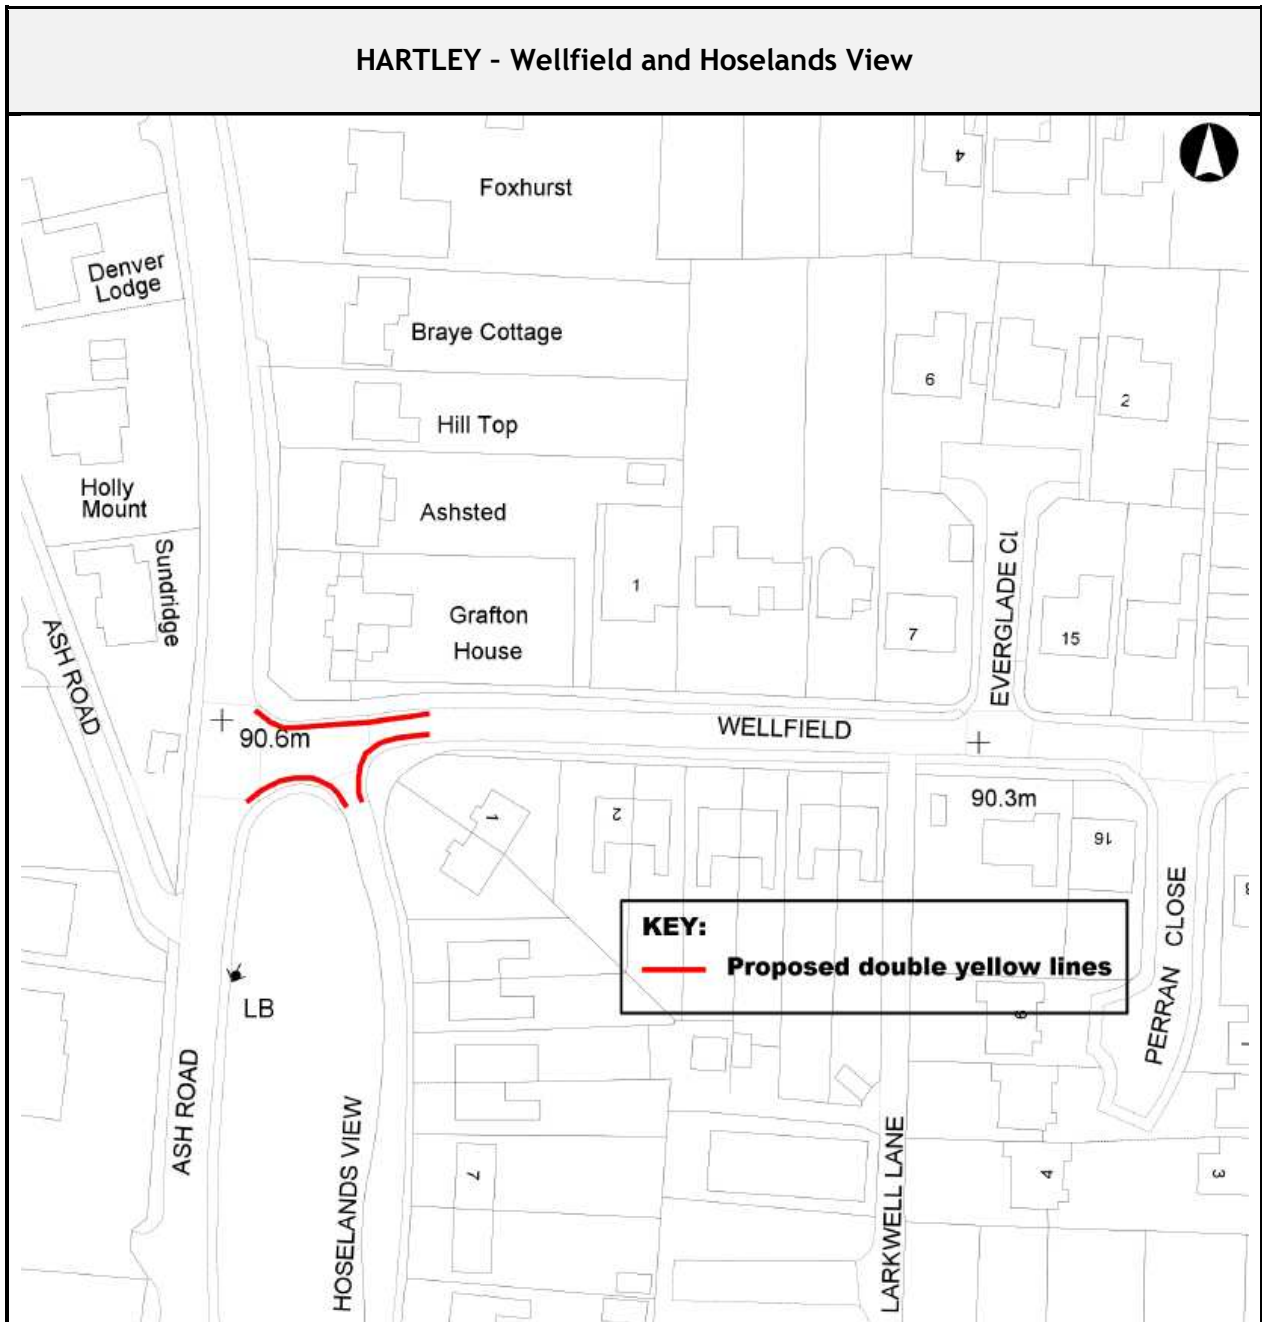 HARTLEY – Wellfield and Hoselands View
4
Foxhurst
Denver
Lodge
Braye Cottage
6
2
Hill Top
Holly
Mount
Ashsted
Sundridge
EVERGLADE Cl
1
Grafton
House
7
15
ASH ROAD
90.6m
WELLFIELD
90.3m
1
2
16
KEY:
Proposed double yellow lines
PERRAN CLOSE
LB
9
ASH ROAD
HOSELANDS VIEW
LARKWELL LANE
7
4
3